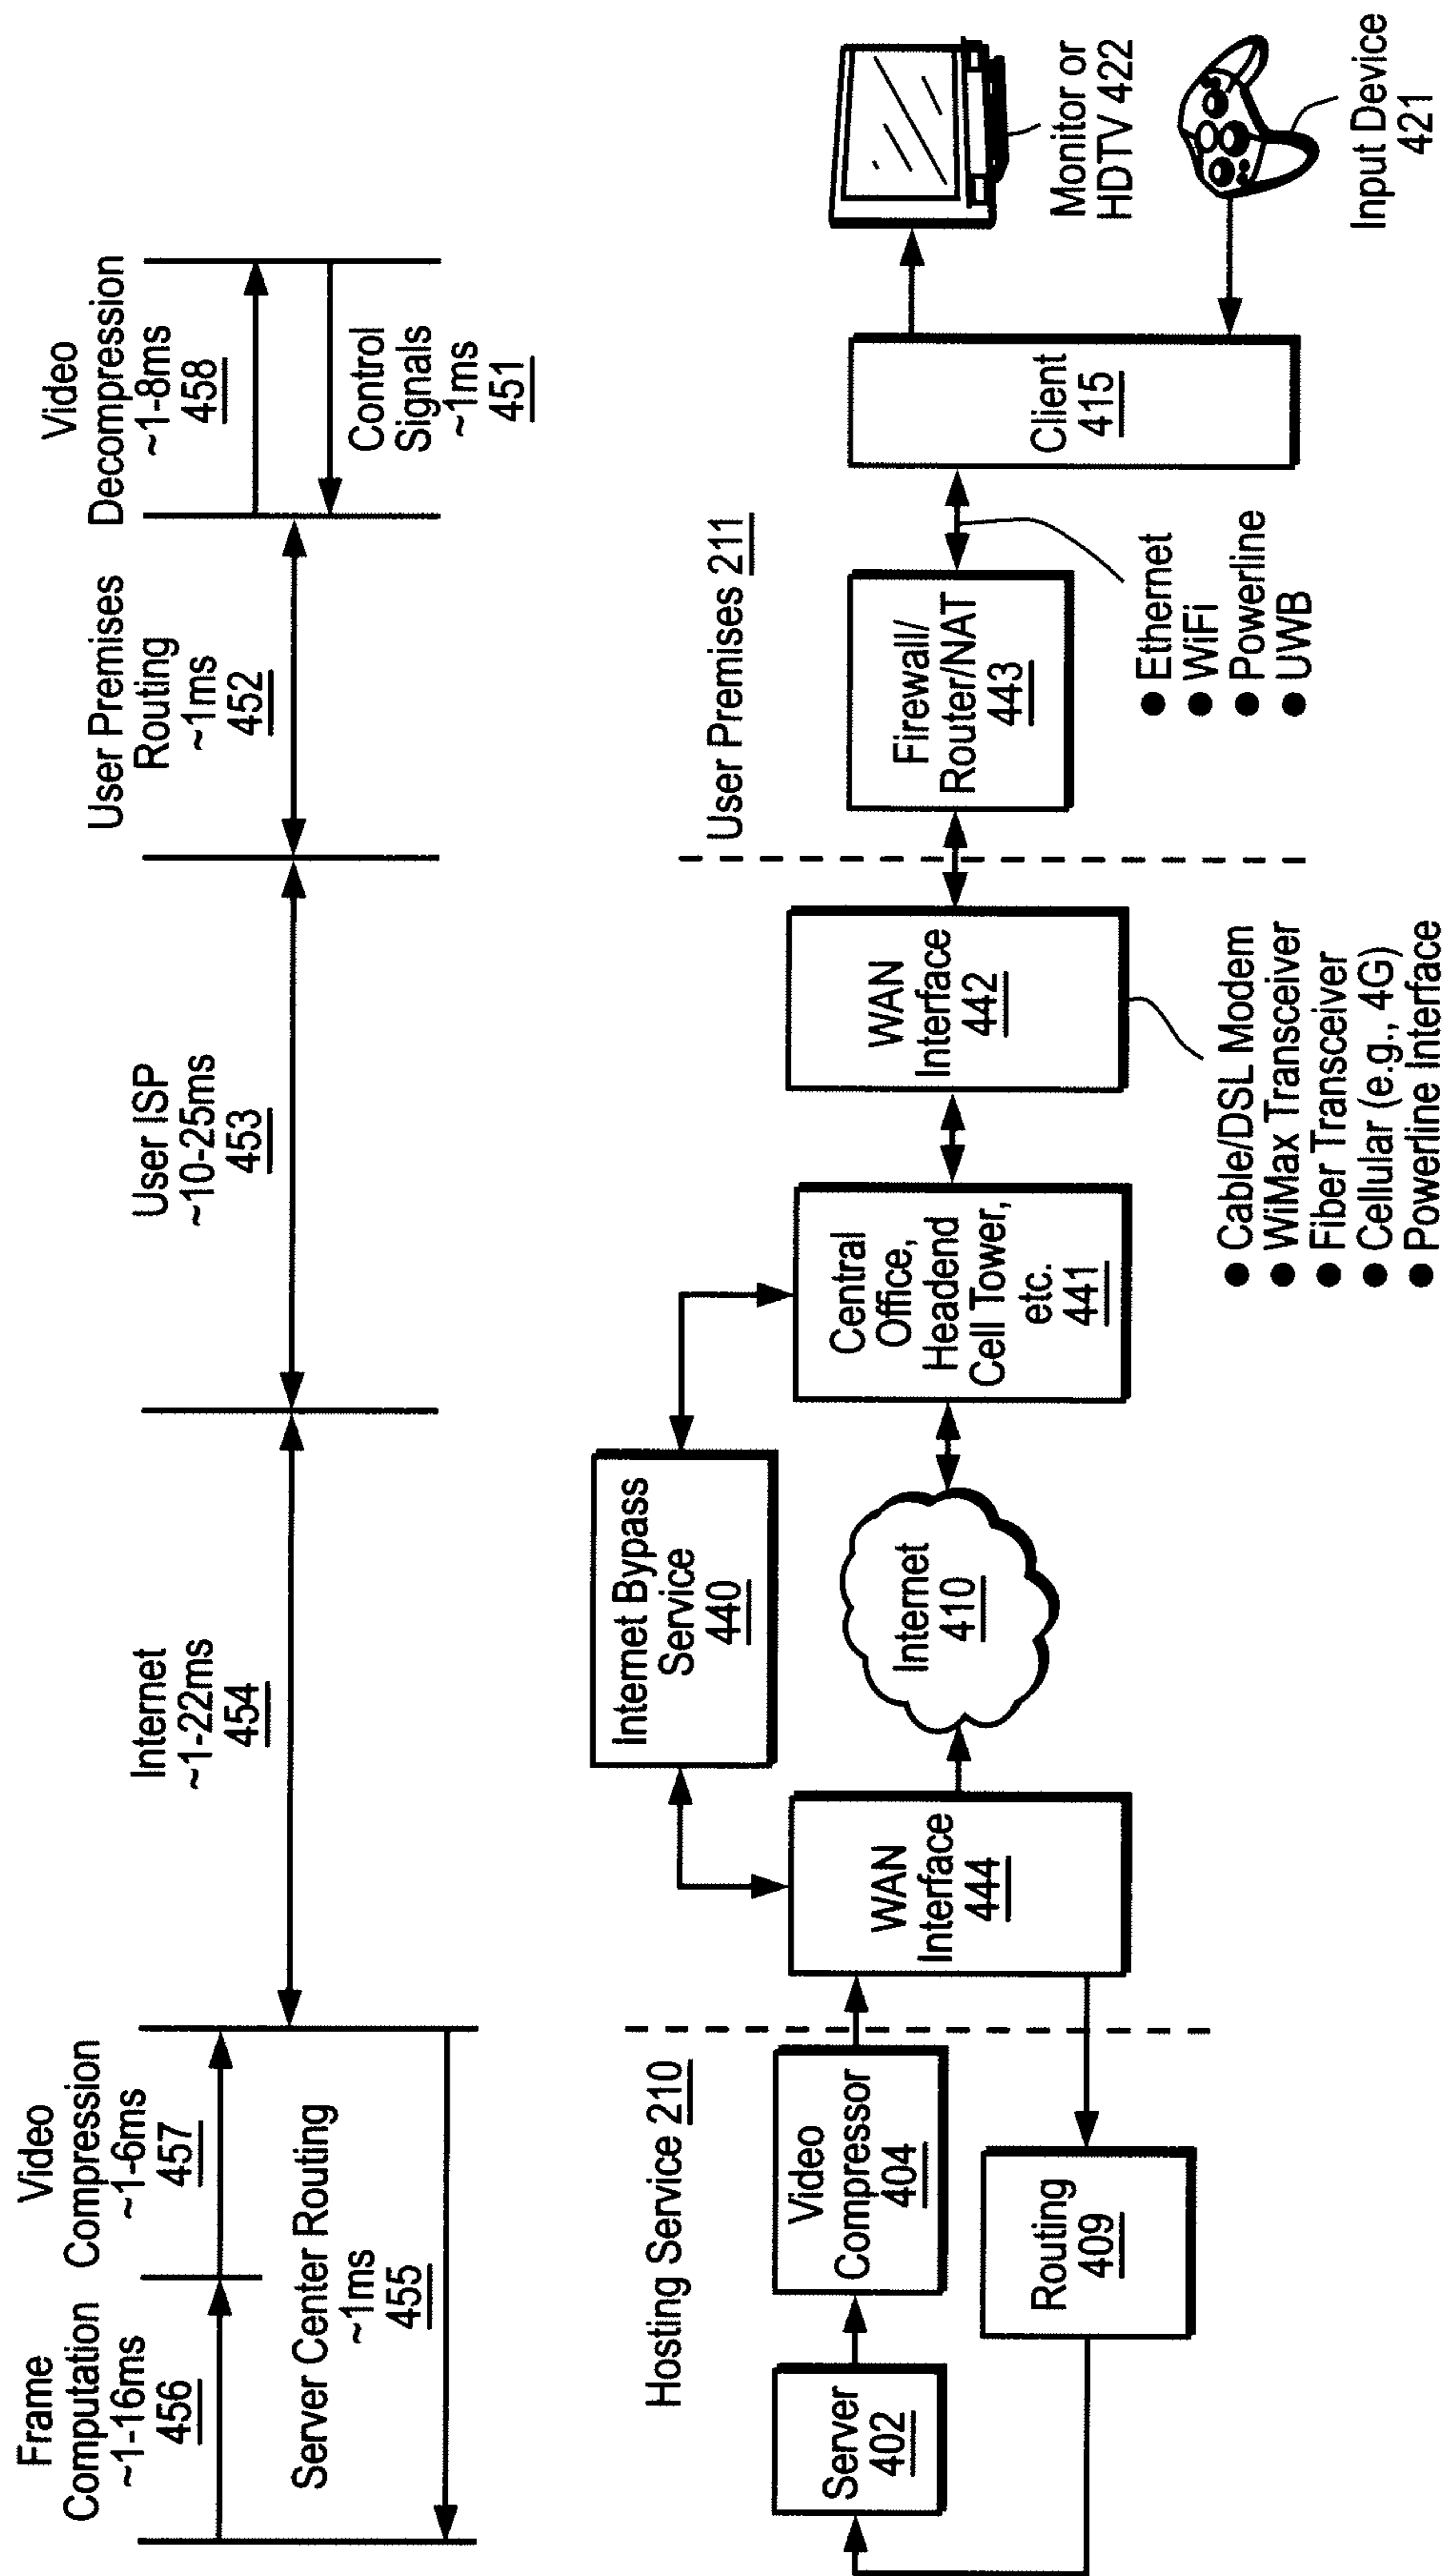 Frame
Computation
~1-16ms
456
Video
Compression
~1-6ms
457
Server Center Routing
~1ms
455
Internet
~1-22ms
454
User ISP
~10-25ms
453
User Premises
Routing
~1ms
452
Video
Decompression
~1-8ms
458
Control
Signals
~1ms
451
Hosting Service 210
Server
402
Video
Compressor
404
Routing
409
WAN
Interface
444
Internet Bypass
Service
440
Internet
410
Central
Office,
Headend
Cell Tower,
etc.
441
WAN
Interface
442
● Cable/DSL Modem
● WiMax Transceiver
● Fiber Transceiver
● Cellular (e.g., 4G)
● Powerline Interface
User Premises 211
Firewall/
Router/NAT
443
● Ethernet
● WiFi
● Powerline
● UWB
Client
415
Monitor or
HDTV 422
Input Device
421